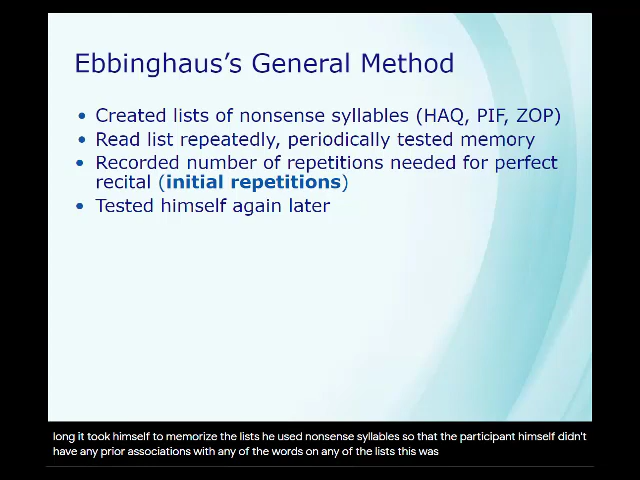 Ebbinghaus's General Method
• Created lists of nonsense syllables (HAQ, PIF, ZOP)
• Read list repeatedly, periodically tested memory
• Recorded number of repetitions needed for perfect
recital (initial repetitions)
• Tested himself again later
long it took himself to memorize the lists he used nonsense syllables so that the participant himself didn't
have any prior associations with any of the words on any of the lists this was